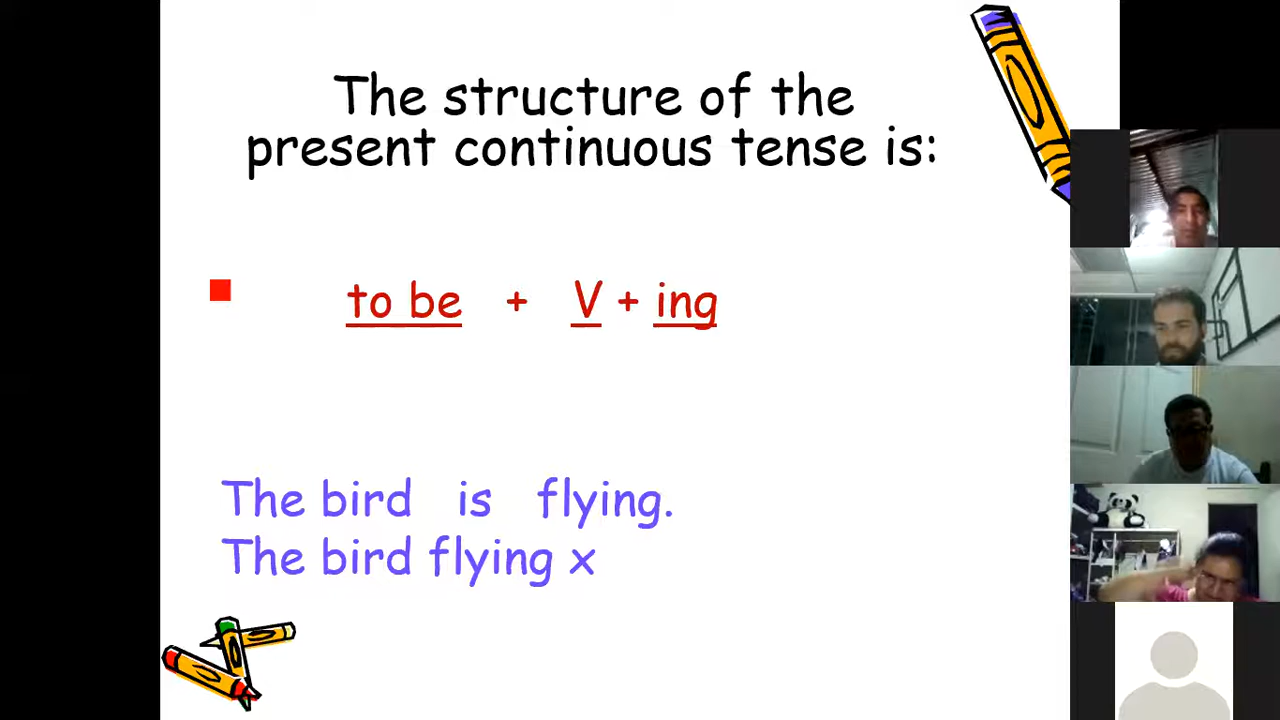 The structure of the
present continuous tense is:
to be + V + ing
The bird is flying.
The bird flying x